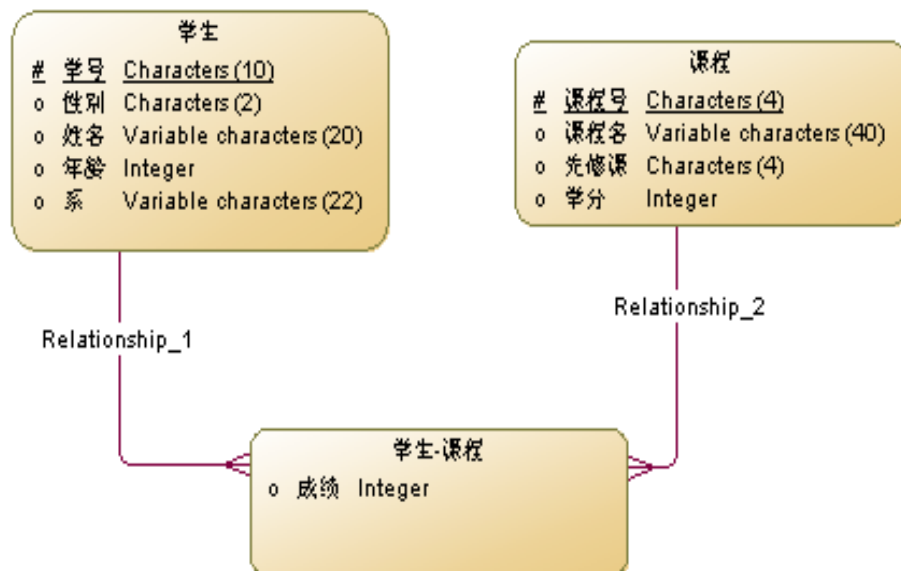 学生
# 学号 Characters (10)
o 性别 Characters (2)
o 姓名 Variable characters (20)
o 年龄 Integer
o 系 Variable characters (22)
课程
# 课程号 Characters (4)
o 课程名 Variable characters (40)
o 先修课 Characters (4)
o 学分 Integer
Relationship_1
Relationship_2
学生-课程
o 成绩 Integer